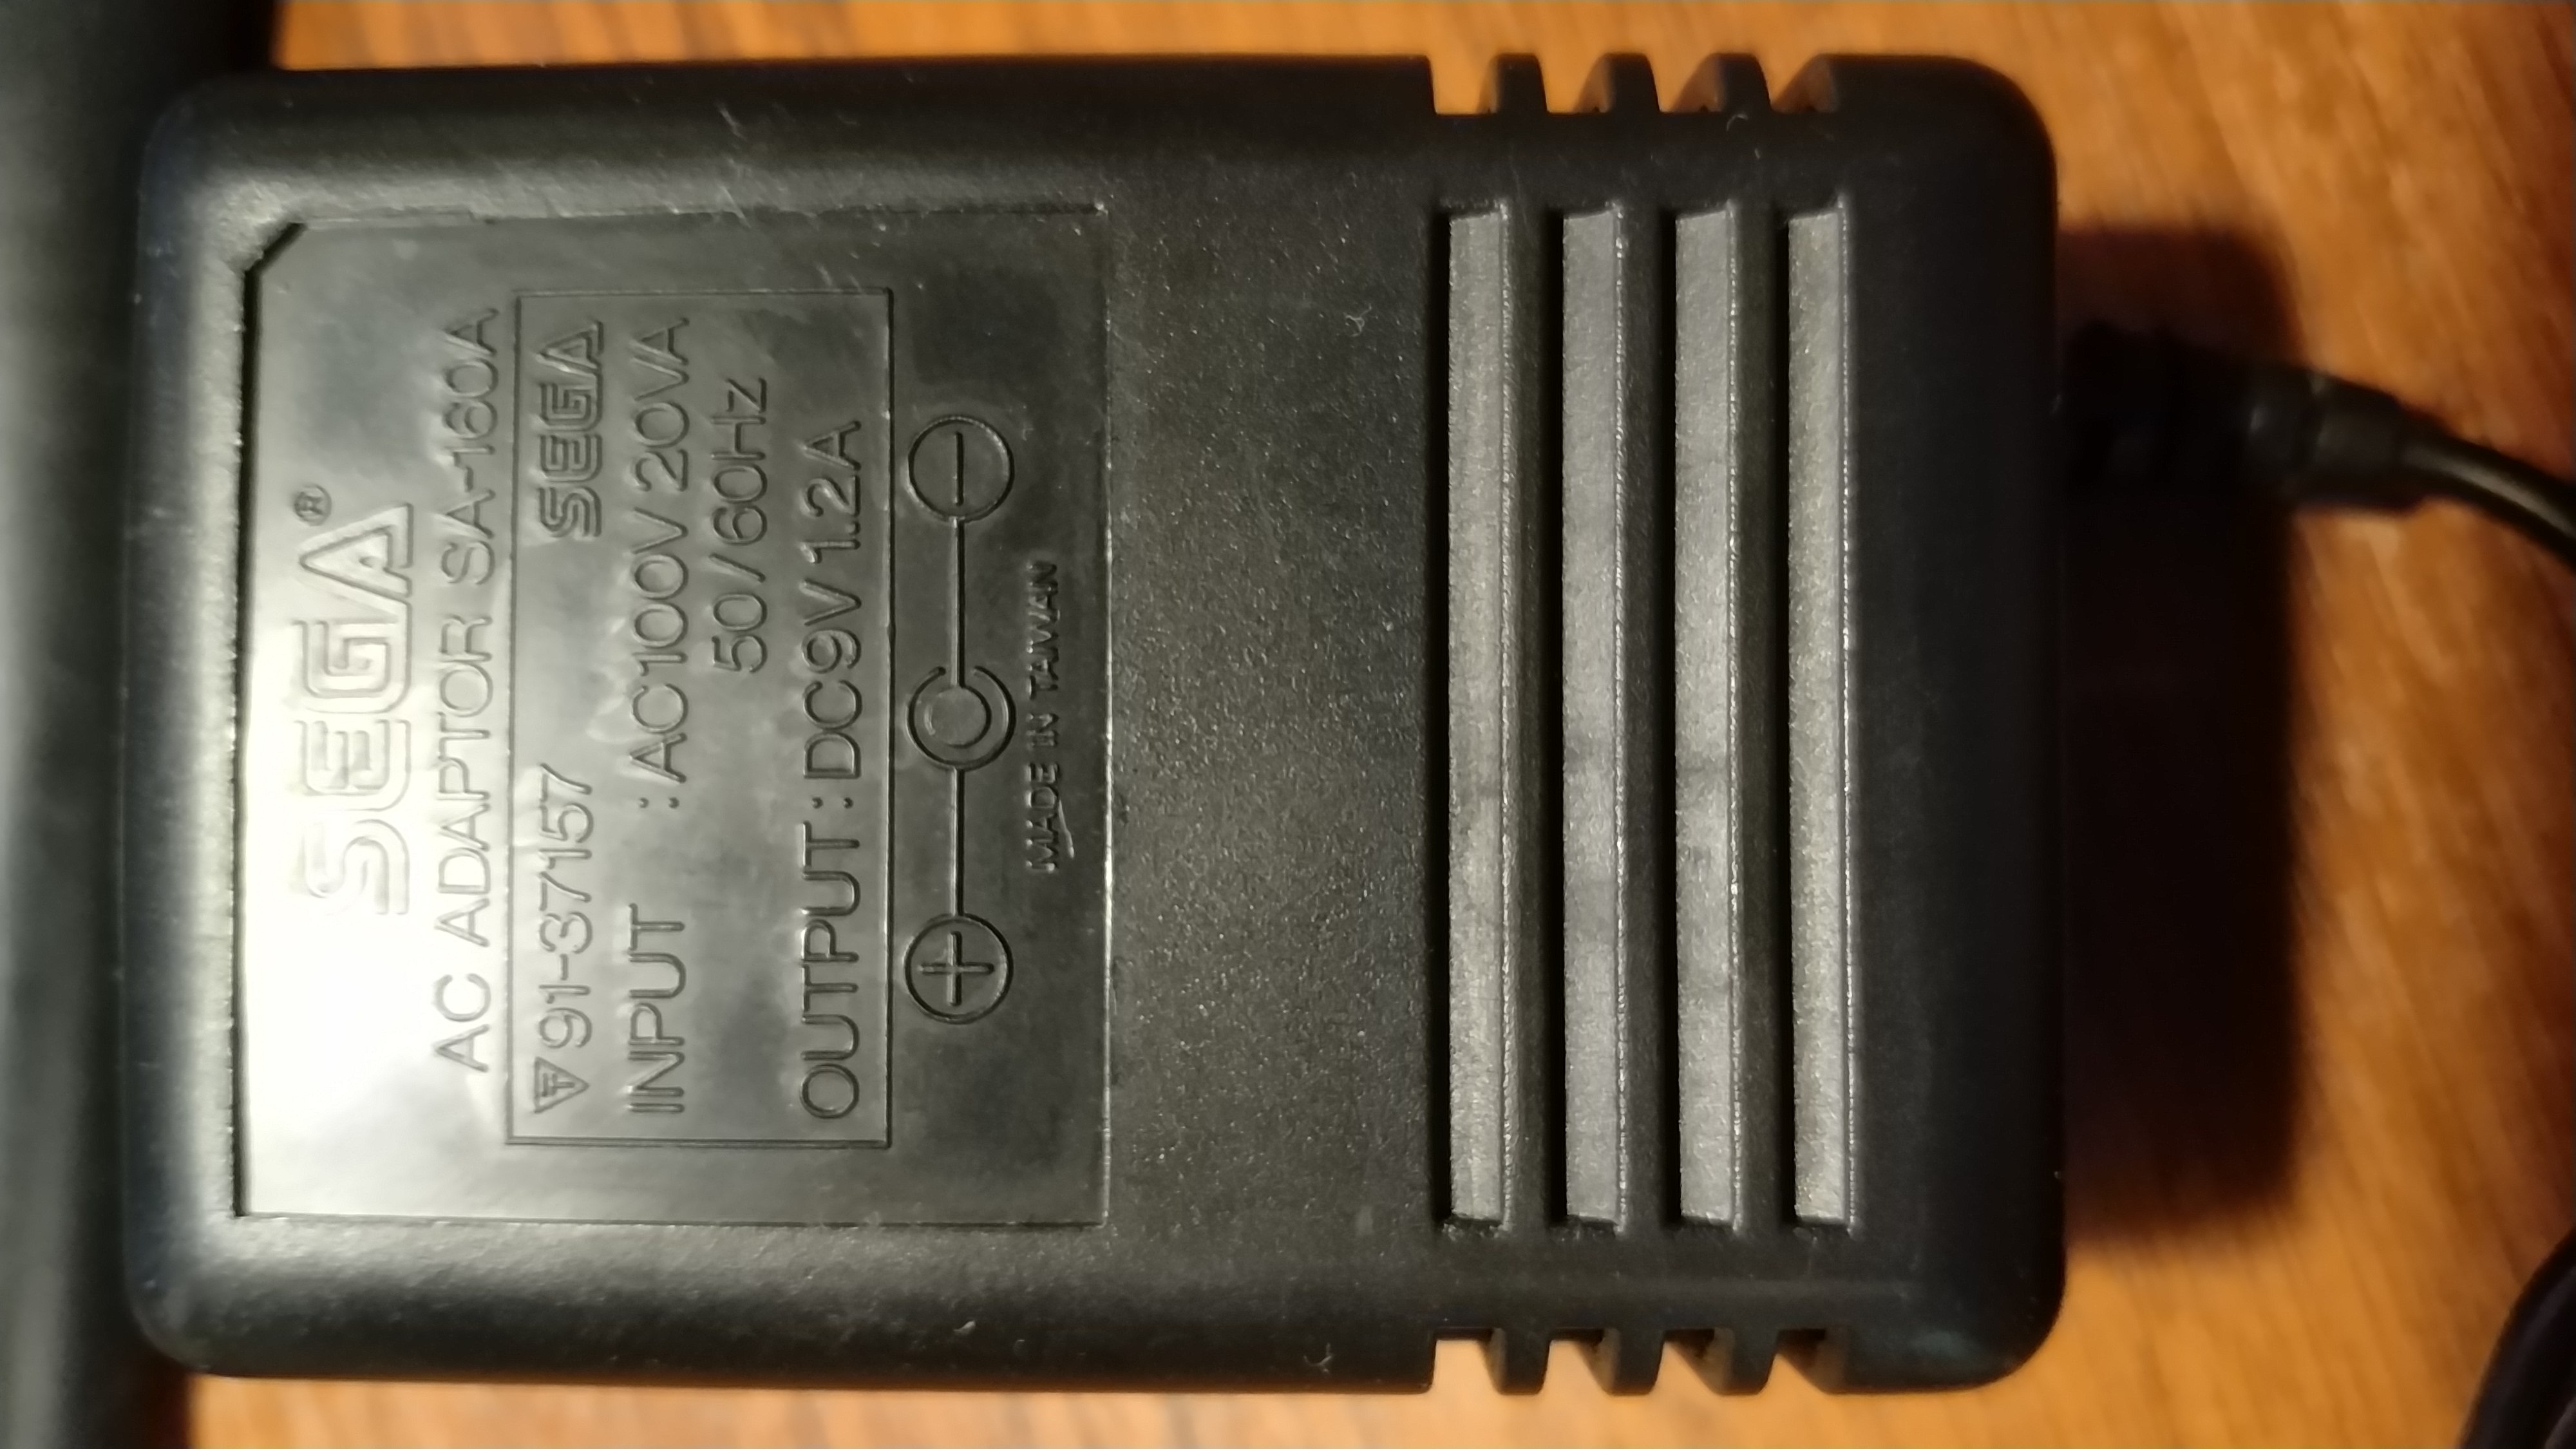 SEGA®
AC ADAPTOR SA-160A
▽T 91-37157 SEGA
INPUT : AC100V 20VA
50/60Hz
OUTPUT : DC9V 1.2A
MADE IN TAIWAN